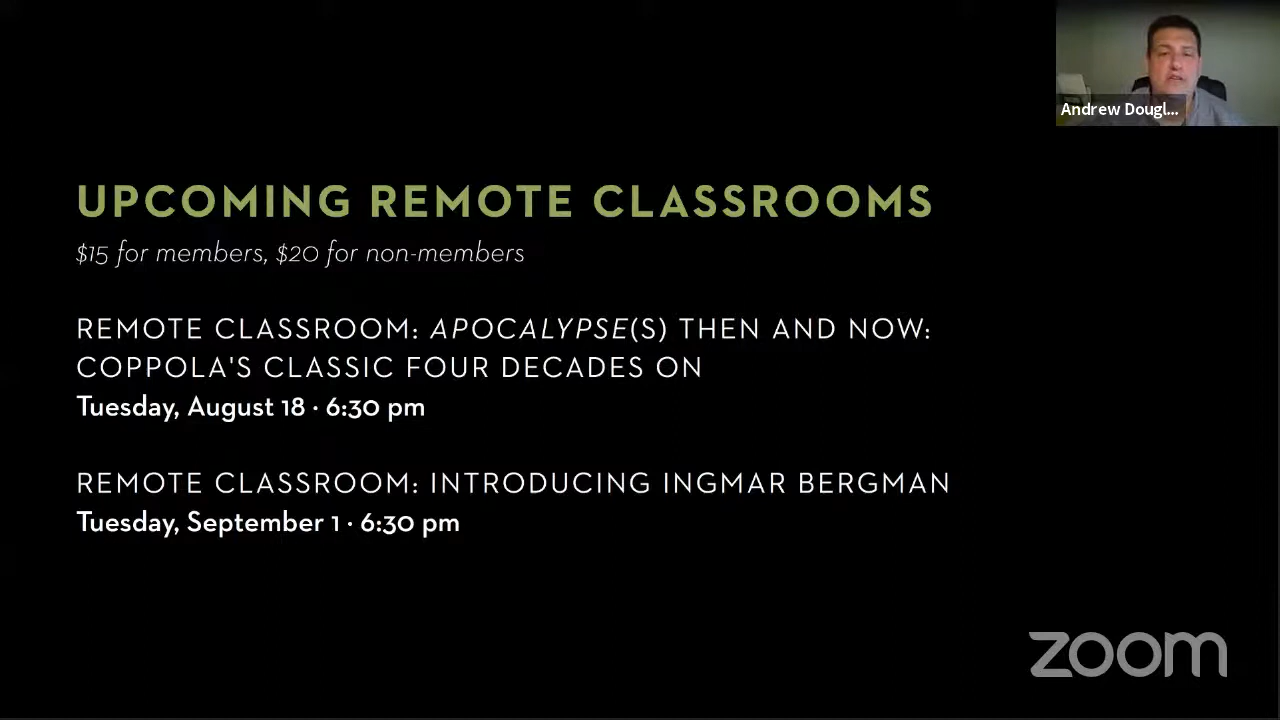 Andrew Dougl...
UPCOMING REMOTE CLASSROOMS
$15 for members, $20 for non-members
REMOTE CLASSROOM: APOCALYPSE(S) THEN AND NOW:
COPPOLA'S CLASSIC FOUR DECADES ON
Tuesday, August 18 · 6:30 pm
REMOTE CLASSROOM: INTRODUCING INGMAR BERGMAN
Tuesday, September 1 · 6:30 pm
zoom